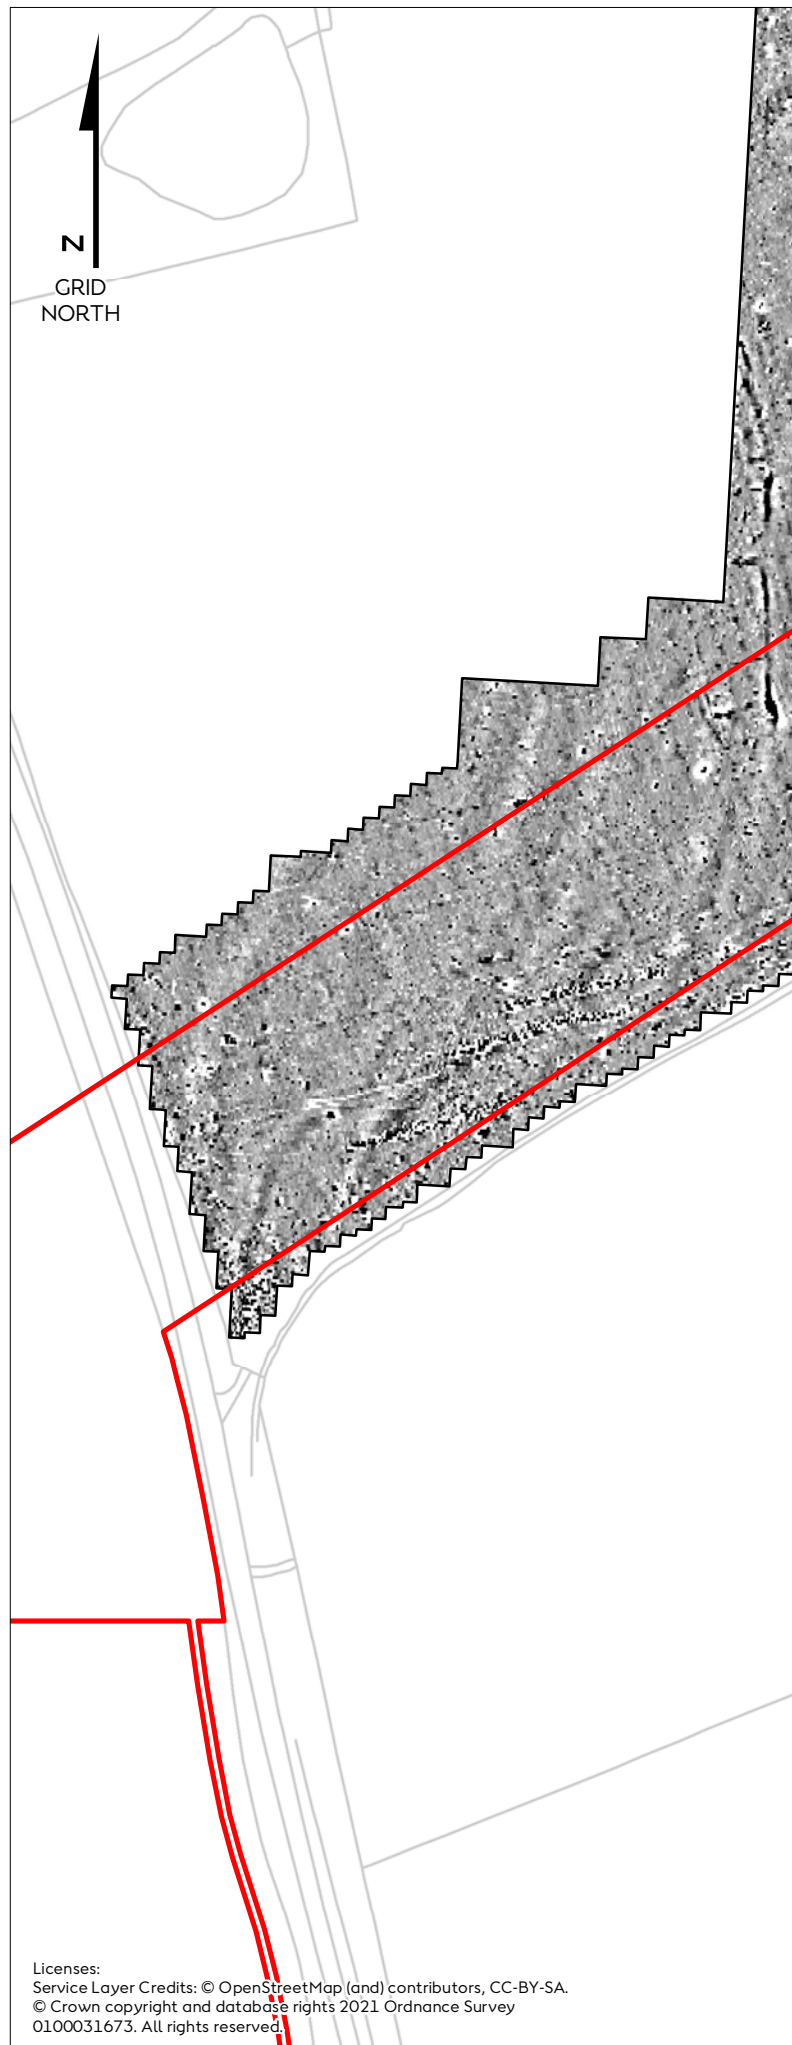 N
GRID
NORTH
Licenses:
Service Layer Credits: © OpenStreetMap (and) contributors, CC-BY-SA.
© Crown copyright and database rights 2021 Ordnance Survey
0100031673. All rights reserved.